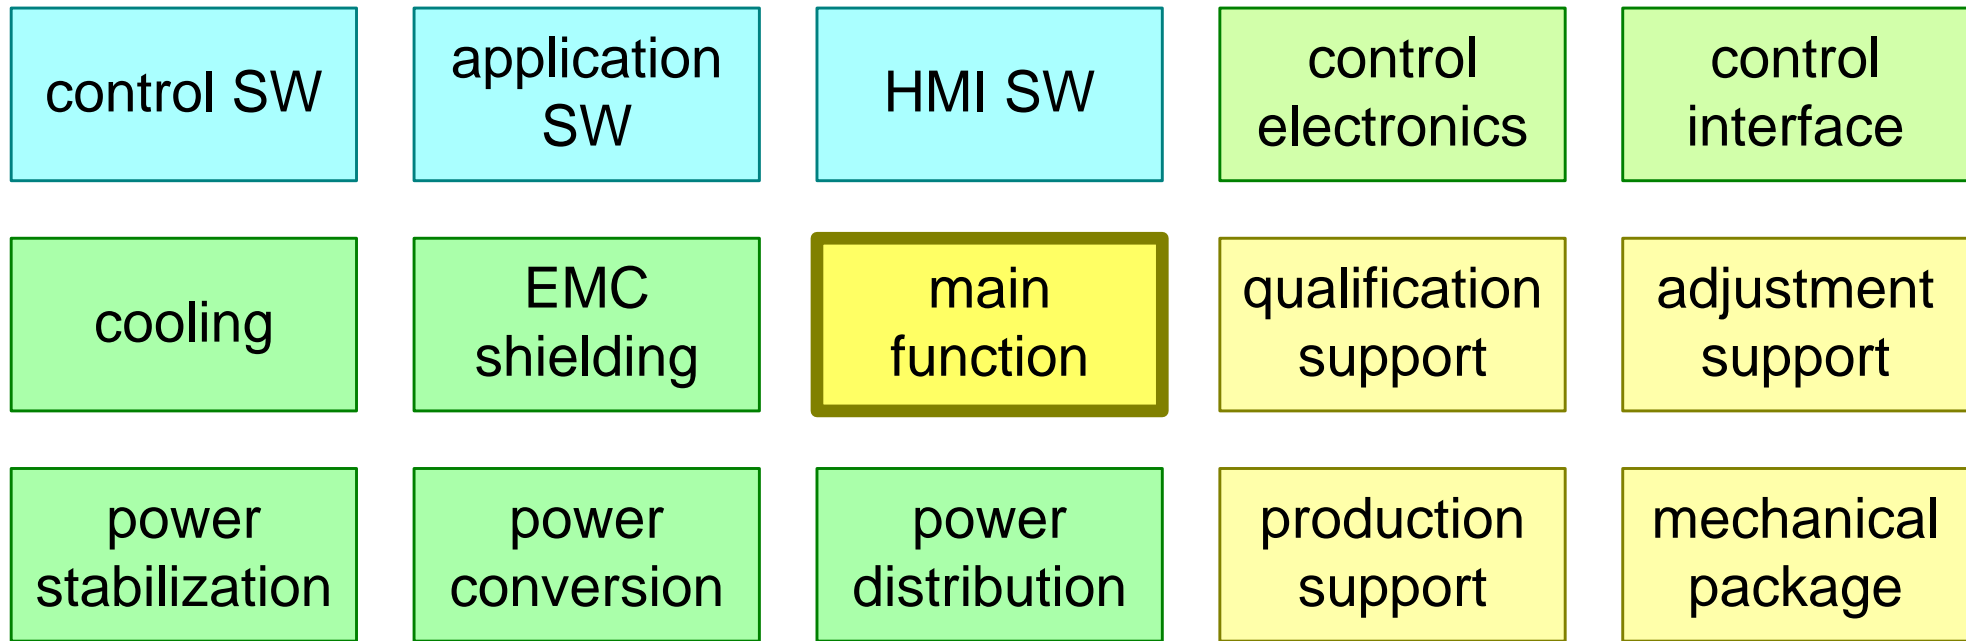 control SW
application
SW
HMI SW
control
electronics
control
interface
cooling
EMC
shielding
main
function
qualification
support
adjustment
support
power
stabilization
power
conversion
power
distribution
production
support
mechanical
package